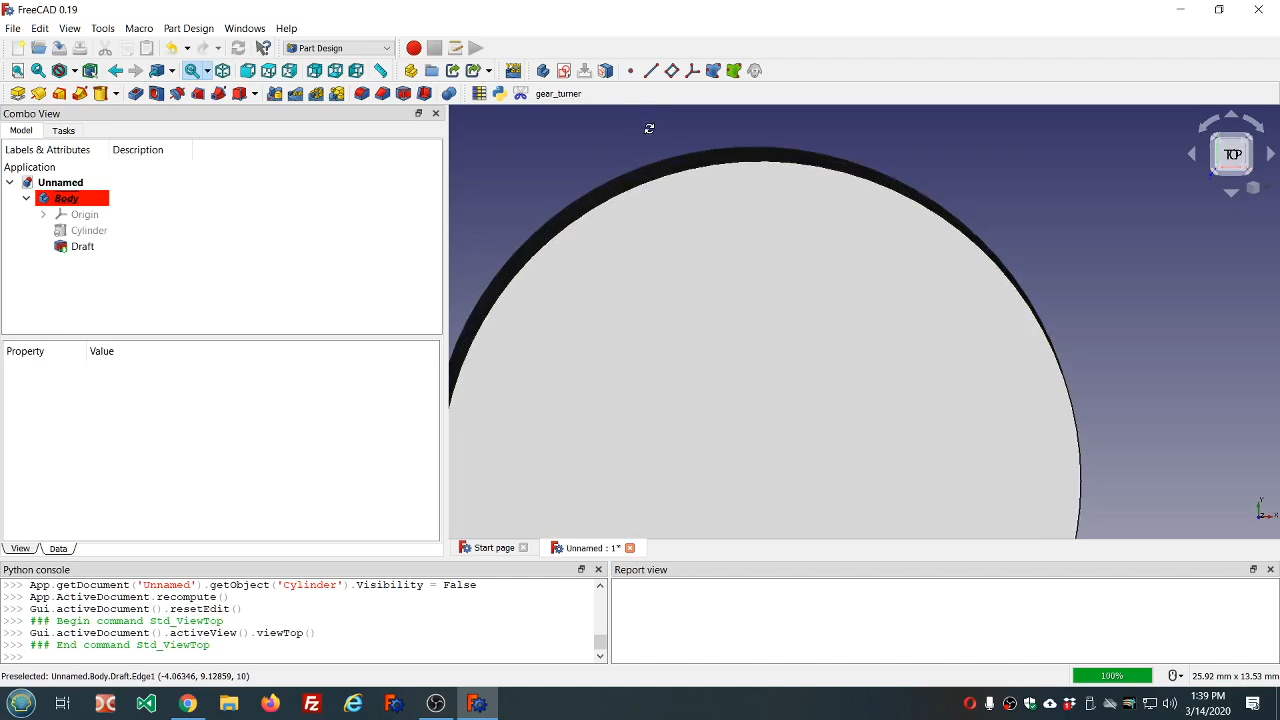 FreeCAD 0.19
File Edit View Tools Macro Part Design Windows Help
Part Design
gear_turner
Combo View
Model Tasks
Labels & Attributes Description
Application
Unnamed
Body
Origin
Cylinder
Draft
TOP
Property Value
View Data
Start page Unnamed : 1*
Python console Report view
>>> App.getDocument('Unnamed').getObject('Cylinder').Visibility = False
>>> App.ActiveDocument.recompute()
>>> Gui.activeDocument().resetEdit()
>>> ### Begin command Std_ViewTop
>>> Gui.activeDocument().activeView().viewTop()
>>> ### End command Std_ViewTop
>>>
Preselected: Unnamed.Body.Draft.Edge1 (-4.06346, 9.12859, 10) 100% 25.92 mm x 13.53 mm
1:39 PM
3/14/2020